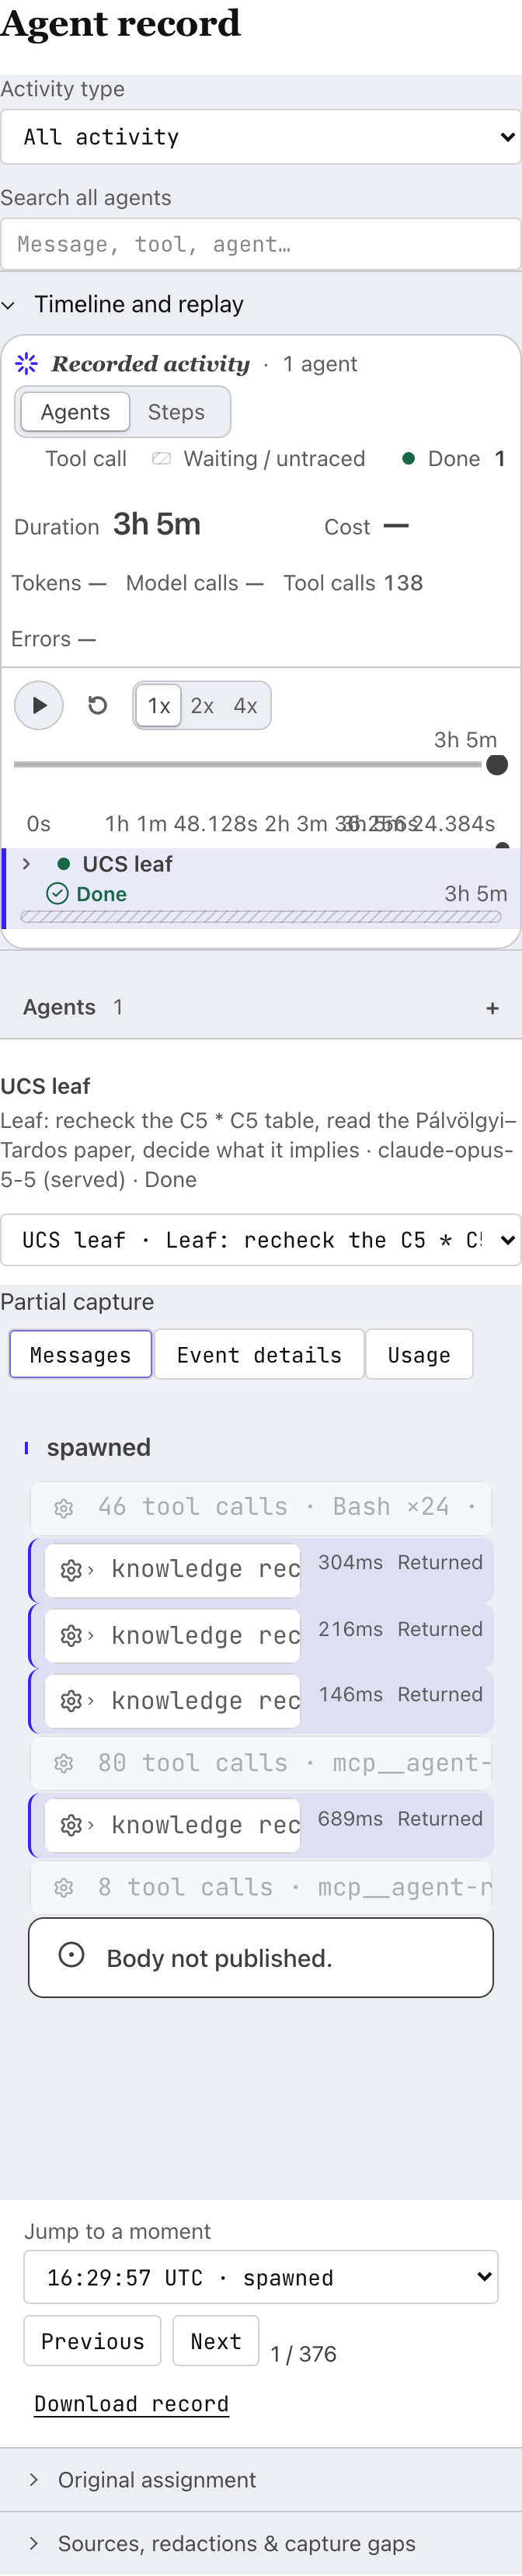 Agent record
Activity type
All activity
Search all agents
Message, tool, agent…
Timeline and replay
Recorded activity · 1 agent
Agents Steps
Tool call Waiting / untraced Done 1
Duration 3h 5m Cost —
Tokens — Model calls — Tool calls 138
Errors —
1x 2x 4x
3h 5m
0s 1h 1m 48.128s 2h 3m 36.256s 24.384s
UCS leaf
Done 3h 5m
Agents 1 +
UCS leaf
Leaf: recheck the C5 * C5 table, read the Pálvölgyi–
Tardos paper, decide what it implies · claude-opus-
5-5 (served) · Done
UCS leaf · Leaf: recheck the C5 * C
Partial capture
Messages Event details Usage
spawned
46 tool calls · Bash ×24 ·
knowledge rec 304ms Returned
knowledge rec 216ms Returned
knowledge rec 146ms Returned
80 tool calls · mcp__agent-
knowledge rec 689ms Returned
8 tool calls · mcp__agent-r
Body not published.
Jump to a moment
16:29:57 UTC · spawned
Previous Next 1 / 376
Download record
Original assignment
Sources, redactions & capture gaps